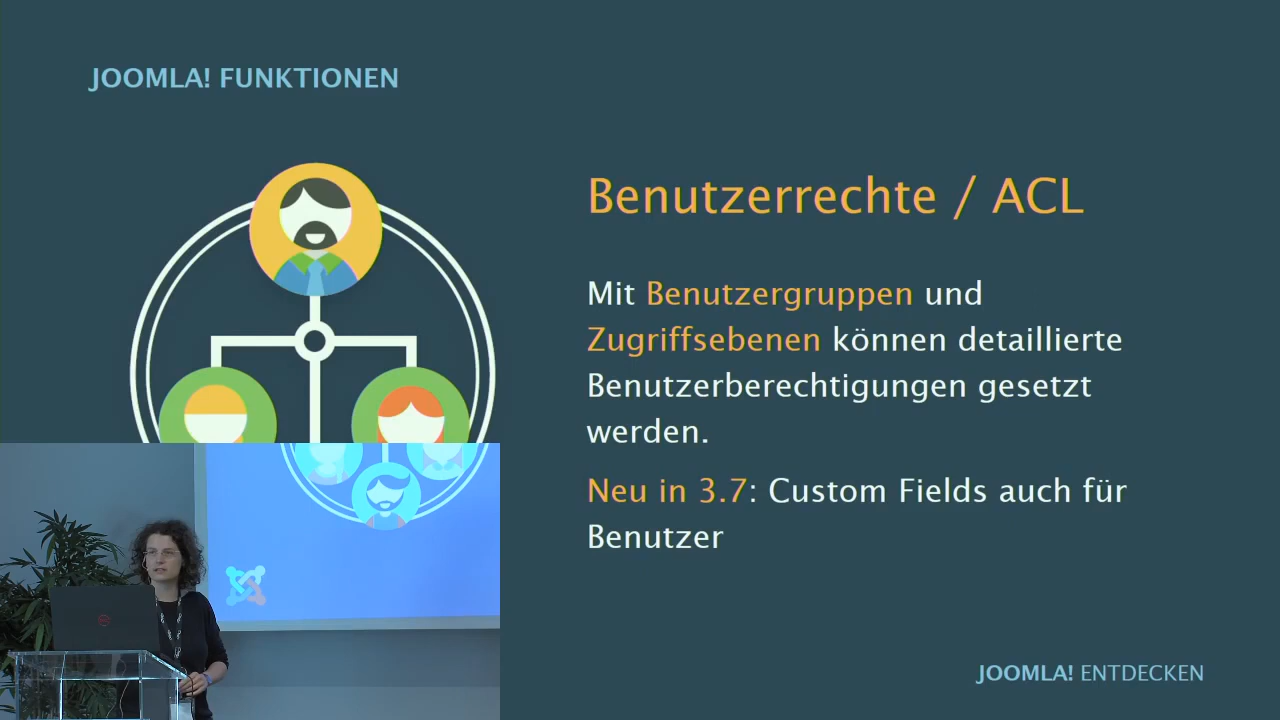 JOOMLA! FUNKTIONEN
Benutzerrechte / ACL
Mit Benutzergruppen und
Zugriffsebenen können detaillierte
Benutzerberechtigungen gesetzt
werden.
Neu in 3.7: Custom Fields auch für
Benutzer
JOOMLA! ENTDECKEN